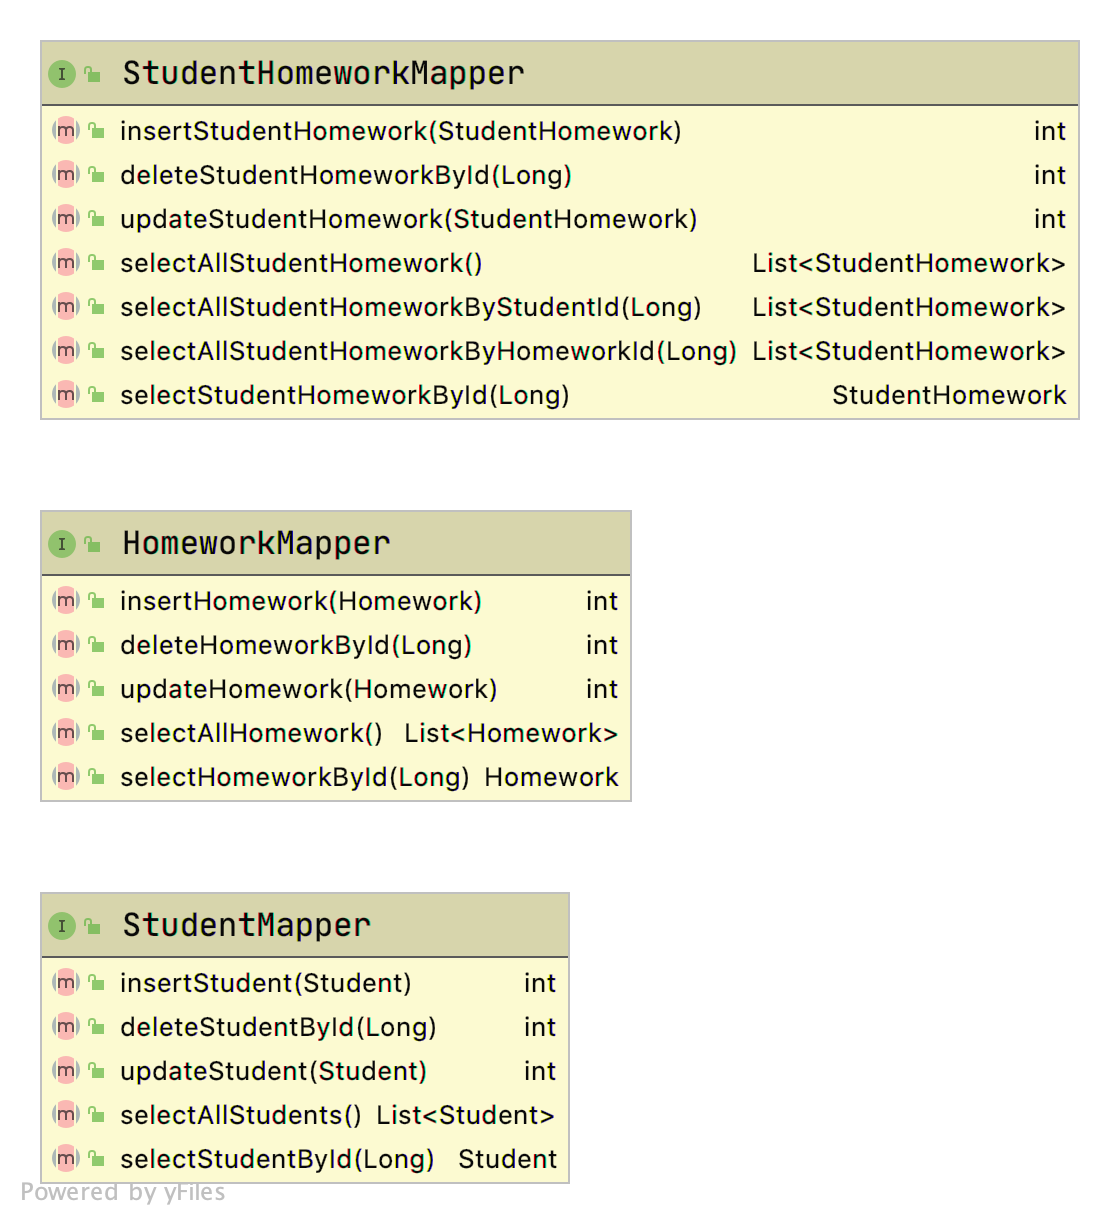 I StudentHomeworkMapper
m insertStudentHomework(StudentHomework) int
m deleteStudentHomeworkById(Long) int
m updateStudentHomework(StudentHomework) int
m selectAllStudentHomework() List<StudentHomework>
m selectAllStudentHomeworkByStudentId(Long) List<StudentHomework>
m selectAllStudentHomeworkByHomeworkId(Long) List<StudentHomework>
m selectStudentHomeworkById(Long) StudentHomework
I HomeworkMapper
m insertHomework(Homework) int
m deleteHomeworkById(Long) int
m updateHomework(Homework) int
m selectAllHomework() List<Homework>
m selectHomeworkById(Long) Homework
I StudentMapper
m insertStudent(Student) int
m deleteStudentById(Long) int
m updateStudent(Student) int
m selectAllStudents() List<Student>
m selectStudentById(Long) Student
Powered by yFiles